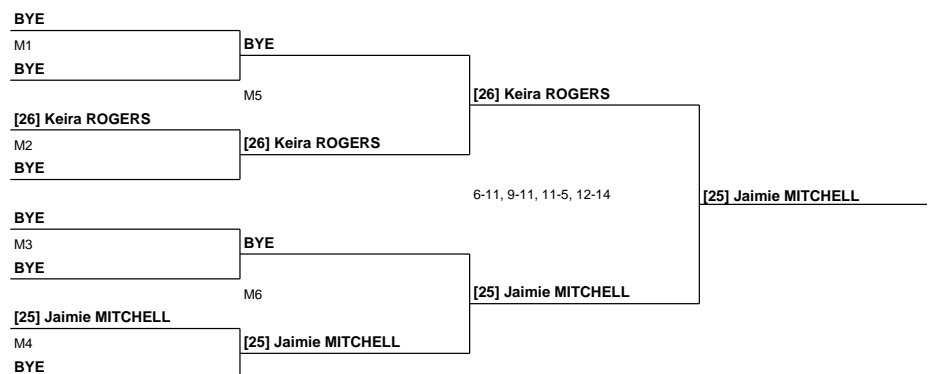 BYE
M1
BYE
BYE
M5
[26] Keira ROGERS
M2
BYE
[26] Keira ROGERS
[26] Keira ROGERS
6-11, 9-11, 11-5, 12-14
[25] Jaimie MITCHELL
BYE
M3
BYE
BYE
M6
[25] Jaimie MITCHELL
[25] Jaimie MITCHELL
M4
BYE
[25] Jaimie MITCHELL